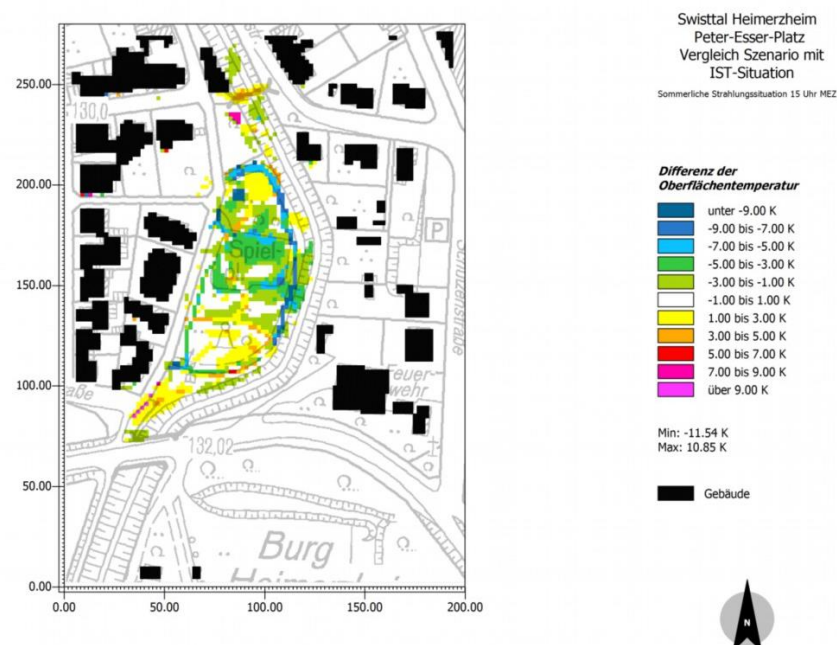 Swisttal Heimerzheim
Peter-Esser-Platz
Vergleich Szenario mit
IST-Situation
Sommerliche Strahlungssituation 15 Uhr MEZ
Differenz der
Oberflächentemperatur
unter -9.00 K
-9.00 bis -7.00 K
-7.00 bis -5.00 K
-5.00 bis -3.00 K
-3.00 bis -1.00 K
-1.00 bis 1.00 K
1.00 bis 3.00 K
3.00 bis 5.00 K
5.00 bis 7.00 K
7.00 bis 9.00 K
über 9.00 K
Min: -11.54 K
Max: 10.85 K
Gebäude
N
250.00
200.00
150.00
100.00
50.00
0.00
0.00
50.00
100.00
150.00
200.00
130,0
Spiel-
P
Feuer-
wehr
aße
132,02
Burg